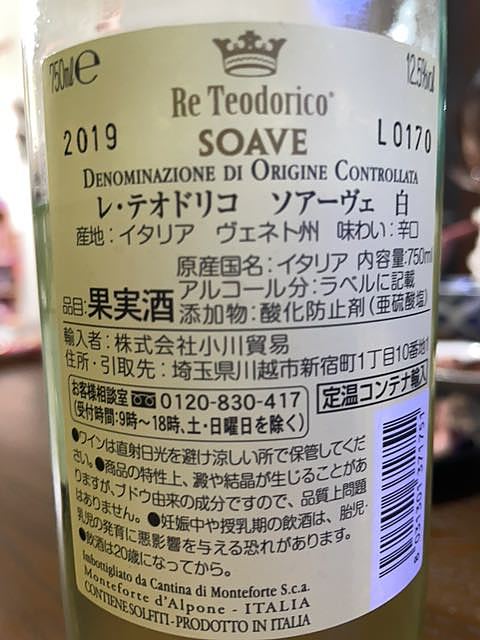 750ml e
12.5%vol
Re Teodorico®
2019
SOAVE
L0170
DENOMINAZIONE DI ORIGINE CONTROLLATA
レ・テオドリコ ソアーヴェ 白
産地：イタリア ヴェネト州 味わい：辛口
原産国名：イタリア 内容量：750ml
アルコール分：ラベルに記載
品目：果実酒 添加物：酸化防止剤（亜硫酸塩）
輸入者：株式会社小川貿易
住所・引取先：埼玉県川越市新宿町1丁目10番地1
お客様相談室 0120-830-417
（受付時間：9時〜18時、土・日曜日を除く）
定温コンテナ輸入
●ワインは直射日光を避け涼しい所で保管してくだ
さい。●商品の特性上、澱や結晶が生じることがあ
りますが、ブドウ由来の成分ですので、品質上問題
はありません。●妊娠中や授乳期の飲酒は、胎児・
乳児の発育に悪影響を与える恐れがあります。
●飲酒は20歳になってから。
Imbottigliato da Cantina di Monteforte S.c.a.
Monteforte d'Alpone - ITALIA
CONTIENE SOLFITI - PRODOTTO IN ITALIA